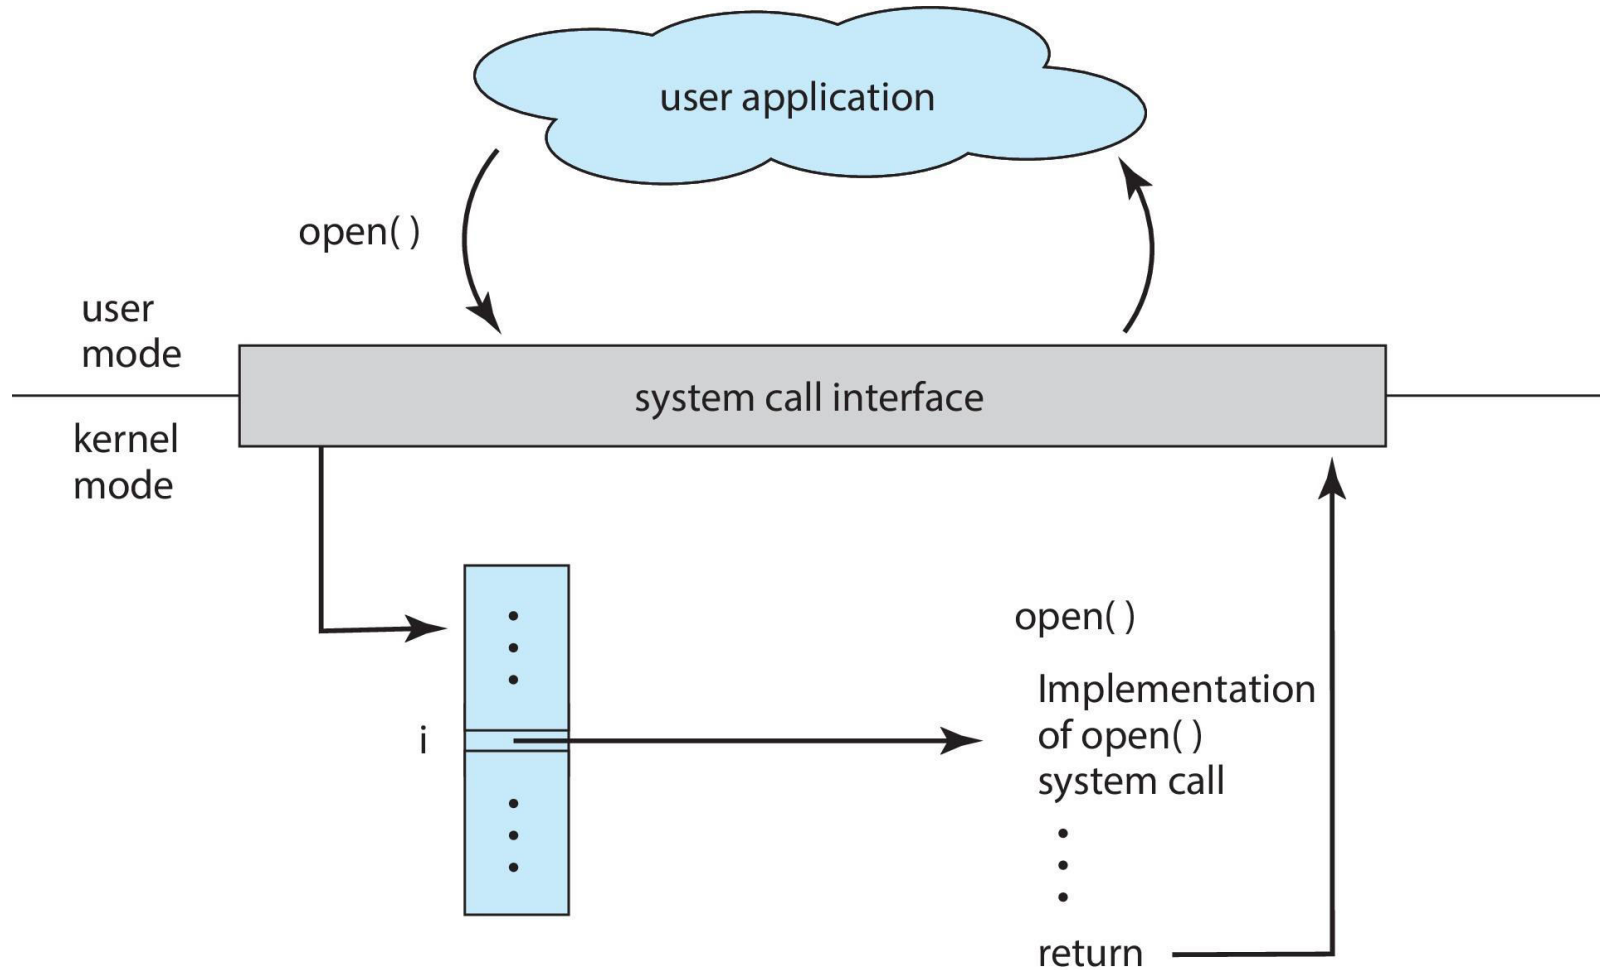 user application
open( )
user
mode
system call interface
kernel
mode
open( )
Implementation
i
of open( )
system call
return